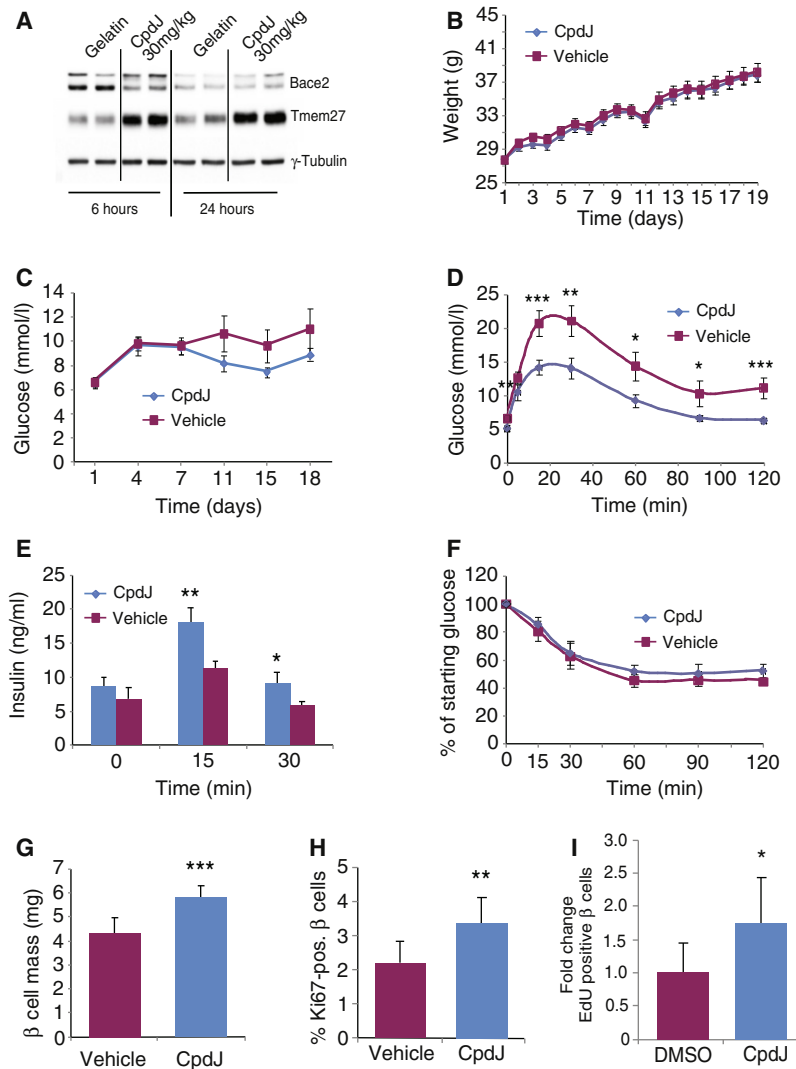 A
Gelatin
CpdJ
30mg/kg
Gelatin
CpdJ
30mg/kg
Bace2
Tmem27
γ-Tubulin
6 hours
24 hours
B
Weight (g)
45
41
37
33
29
25
CpdJ
Vehicle
1 3 5 7 9 11 13 15 17 19
Time (days)
C
Glucose (mmol/l)
14
12
10
8
6
4
2
0
CpdJ
Vehicle
1 4 7 11 15 18
Time (days)
D
Glucose (mmol/l)
25
20
15
10
5
0
** *** ** * * ***
CpdJ
Vehicle
0 20 40 60 80 100 120
Time (min)
E
Insulin (ng/ml)
25
20
15
10
5
0
CpdJ
Vehicle
**
*
0 15 30
Time (min)
F
% of starting glucose
120
100
80
60
40
20
0
CpdJ
Vehicle
0 15 30 60 90 120
Time (min)
G
β cell mass (mg)
7
6
5
4
3
2
1
0
***
Vehicle CpdJ
H
% Ki67-pos. β cells
5
4
3
2
1
0
**
Vehicle CpdJ
I
Fold change
EdU positive β cells
3.0
2.5
2.0
1.5
1.0
0.5
0
*
DMSO CpdJ